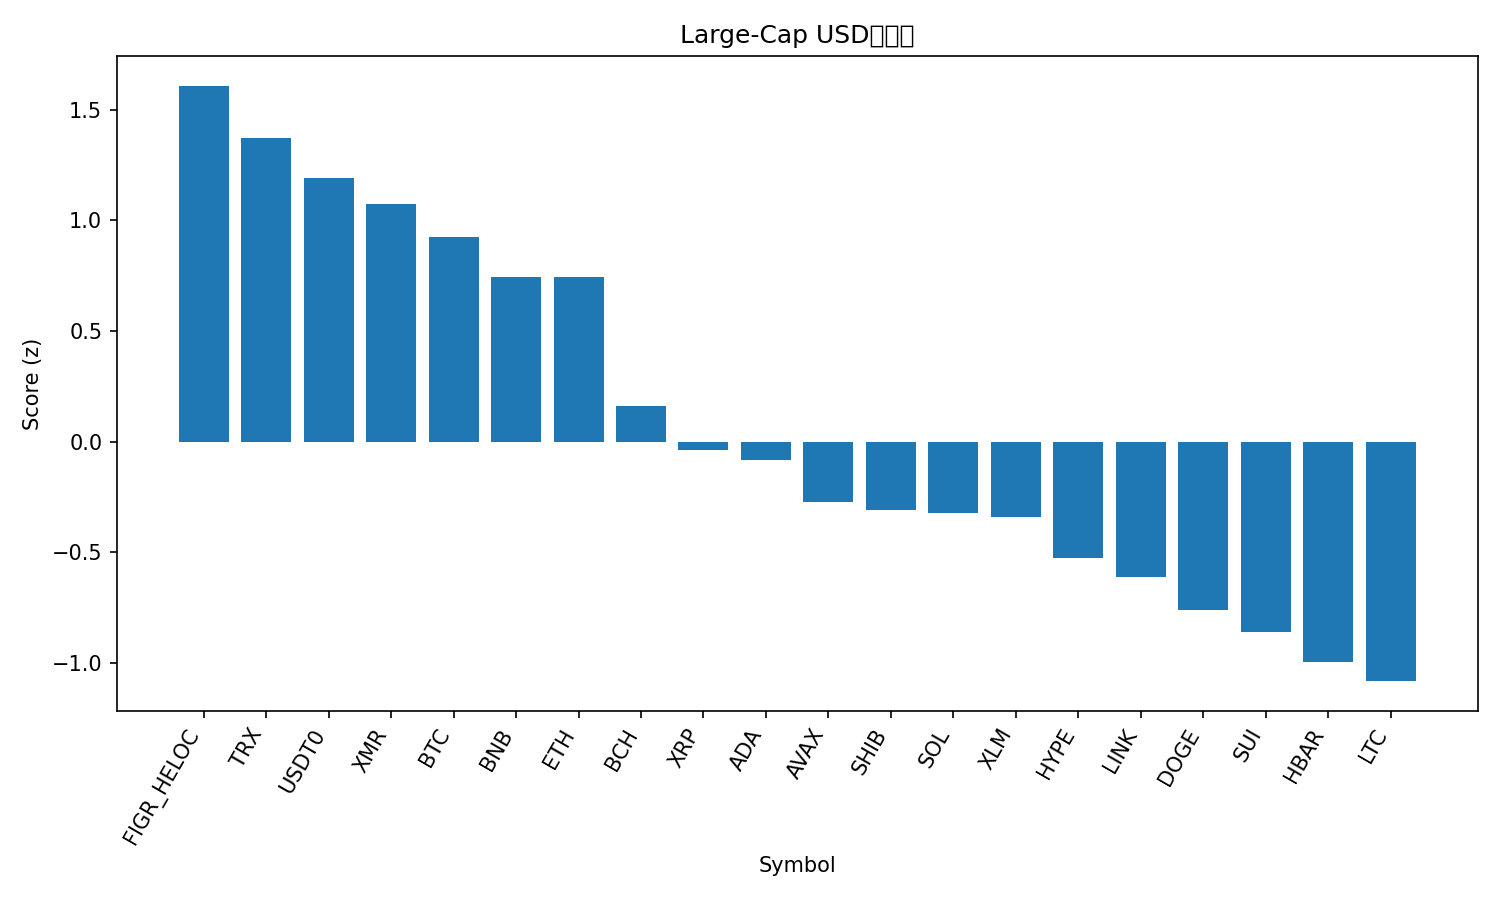 Large-Cap USD
Score (z)
1.5
1.0
0.5
0.0
−0.5
−1.0
FIGR_HELOC
TRX
USDT0
XMR
BTC
BNB
ETH
BCH
XRP
ADA
AVAX
SHIB
SOL
XLM
HYPE
LINK
DOGE
SUI
HBAR
LTC
Symbol